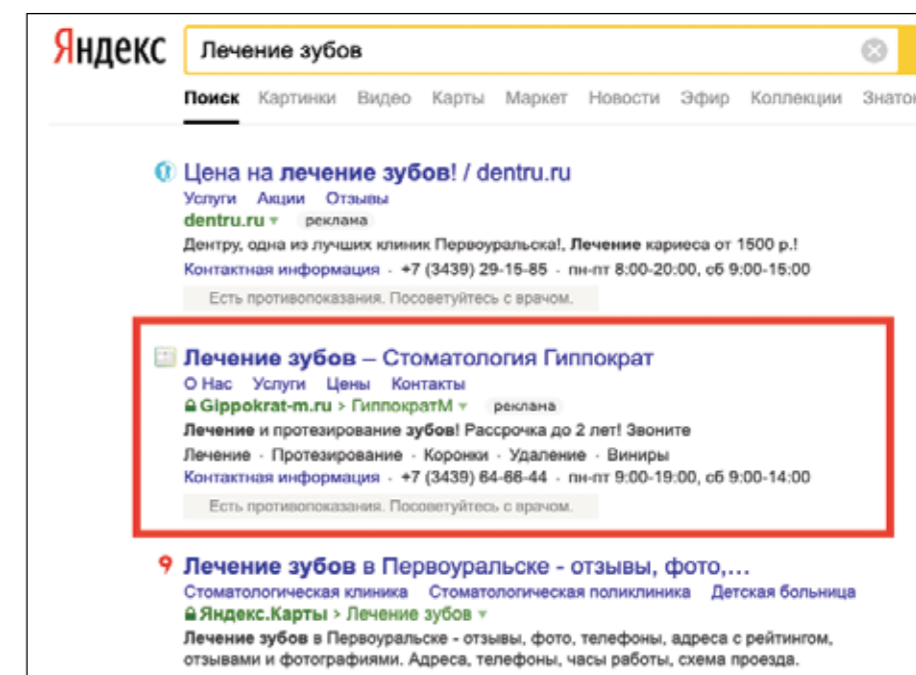 Яндекс Лечение зубов
Поиск Картинки Видео Карты Маркет Новости Эфир Коллекции Знаток
Цена на лечение зубов! / dentru.ru
Услуги Акции Отзывы
dentru.ru реклама
Дентру, одна из лучших клиник Первоуральска!, Лечение кариеса от 1500 р.!
Контактная информация · +7 (3439) 29-15-85 · пн-пт 8:00-20:00, сб 9:00-15:00
Есть противопоказания. Посоветуйтесь с врачом.
Лечение зубов – Стоматология Гиппократ
О Нас Услуги Цены Контакты
Gippokrat-m.ru > ГиппократМ реклама
Лечение и протезирование зубов! Рассрочка до 2 лет! Звоните
Лечение · Протезирование · Коронки · Удаление · Виниры
Контактная информация · +7 (3439) 64-66-44 · пн-пт 9:00-19:00, сб 9:00-14:00
Есть противопоказания. Посоветуйтесь с врачом.
Лечение зубов в Первоуральске - отзывы, фото,...
Стоматологическая клиника Стоматологическая поликлиника Детская больница
Яндекс.Карты > Лечение зубов
Лечение зубов в Первоуральске - отзывы, фото, телефоны, адреса с рейтингом,
отзывами и фотографиями. Адреса, телефоны, часы работы, схема проезда.